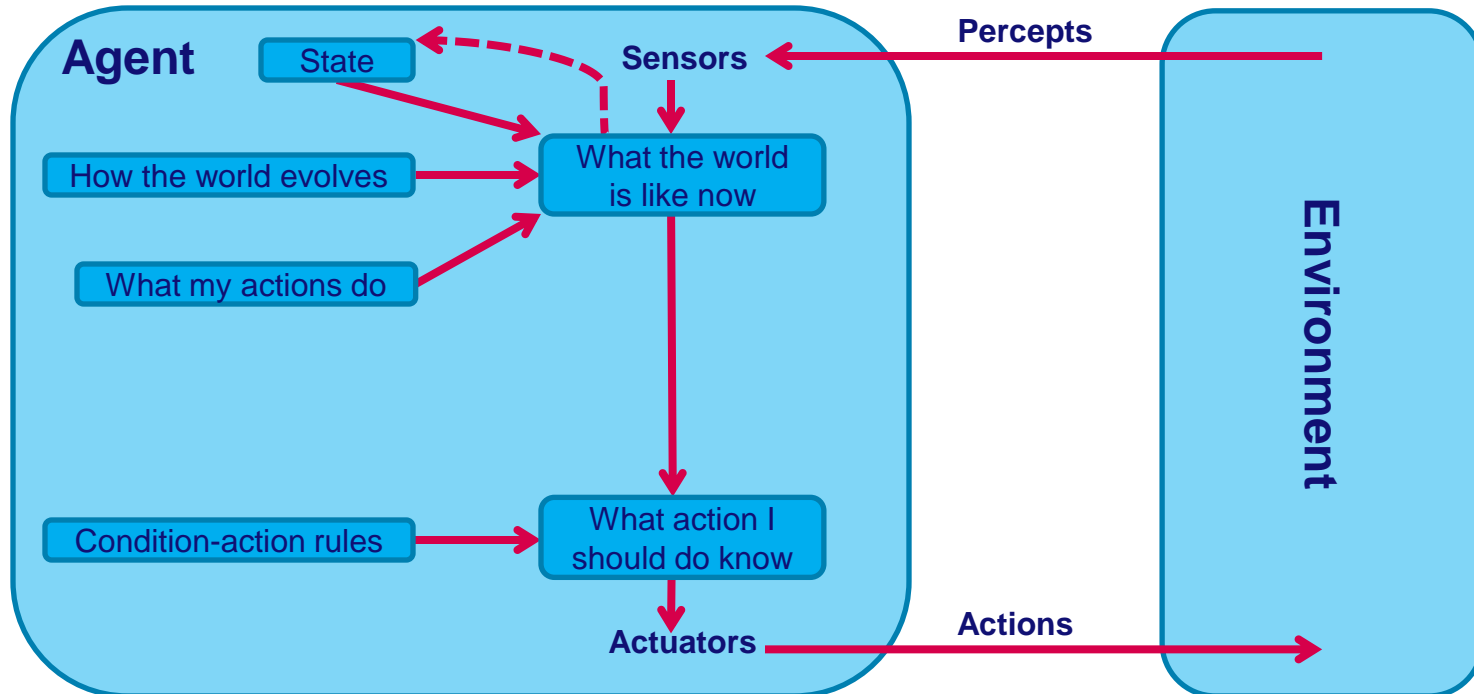 Agent
State
Sensors
Percepts
How the world evolves
What the world
is like now
What my actions do
Environment
Condition-action rules
What action I
should do know
Actuators
Actions